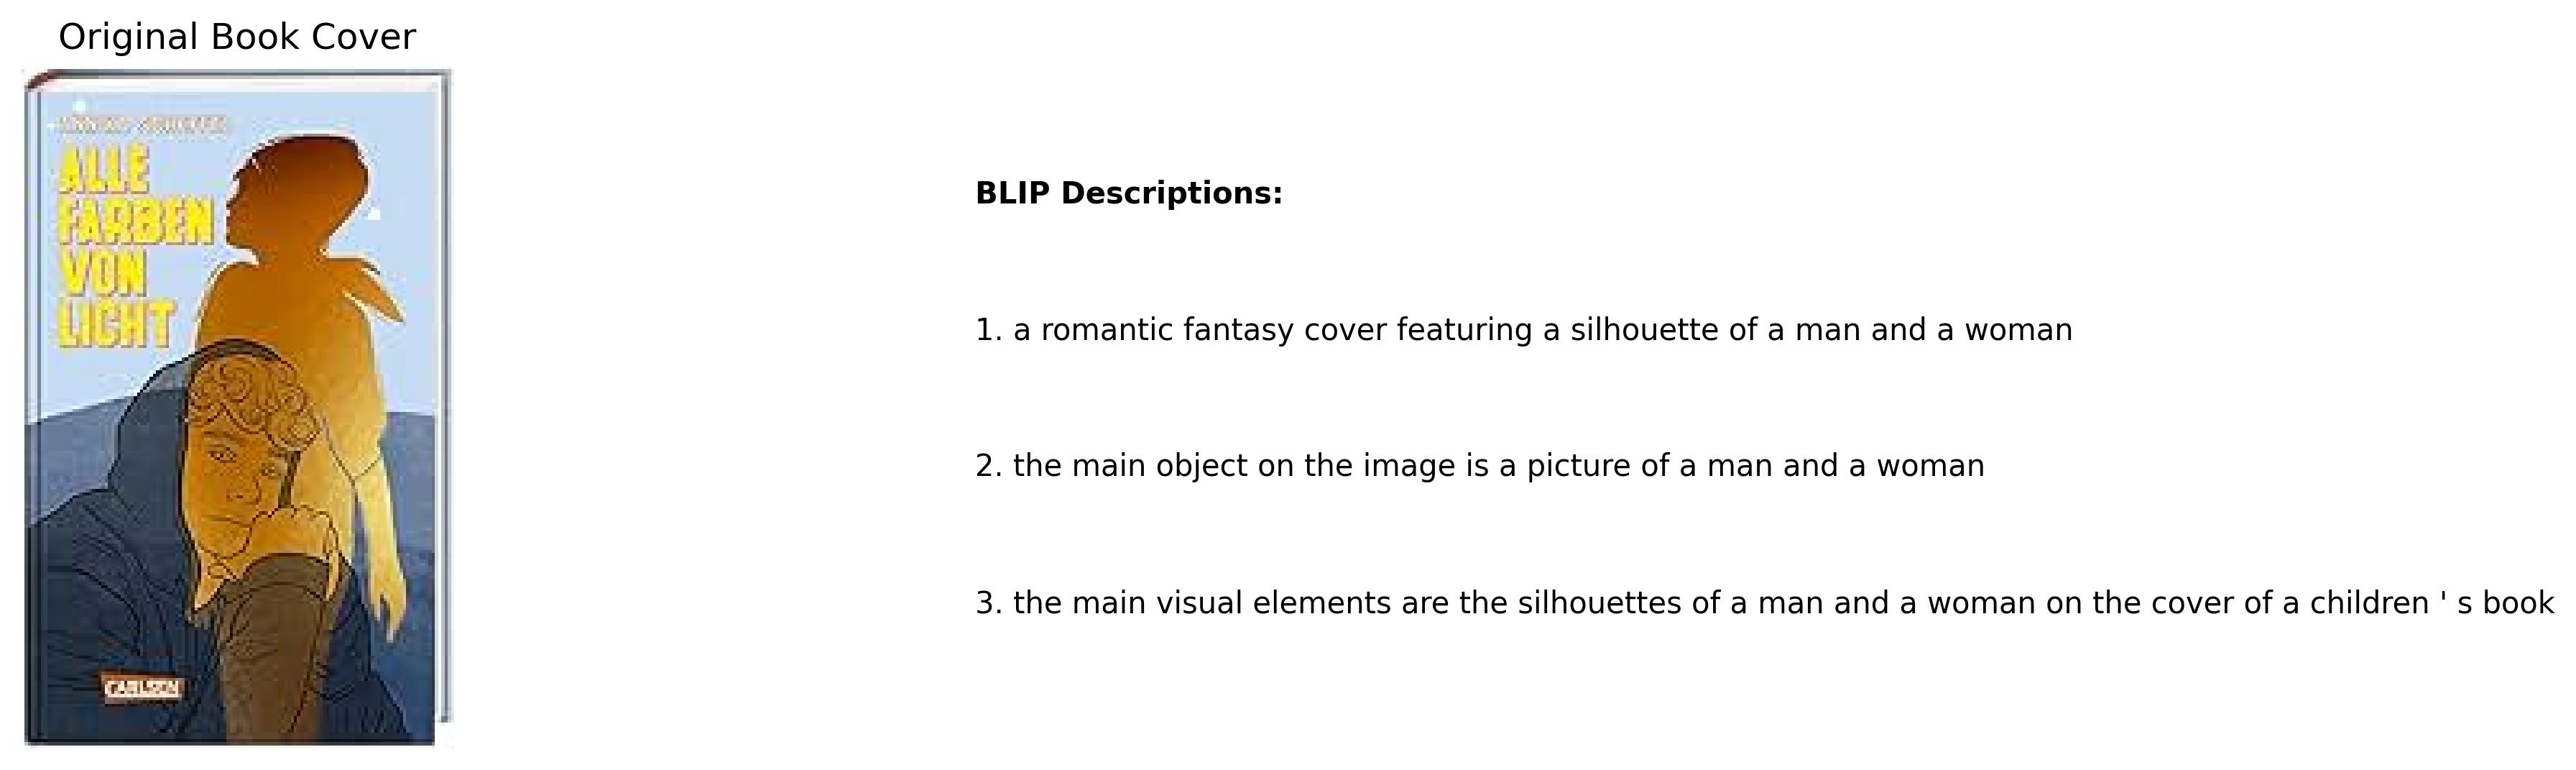 Original Book Cover
ALLE
FARBEN
VON
LICHT
CARLSEN
BLIP Descriptions:
1. a romantic fantasy cover featuring a silhouette of a man and a woman
2. the main object on the image is a picture of a man and a woman
3. the main visual elements are the silhouettes of a man and a woman on the cover of a children ' s book